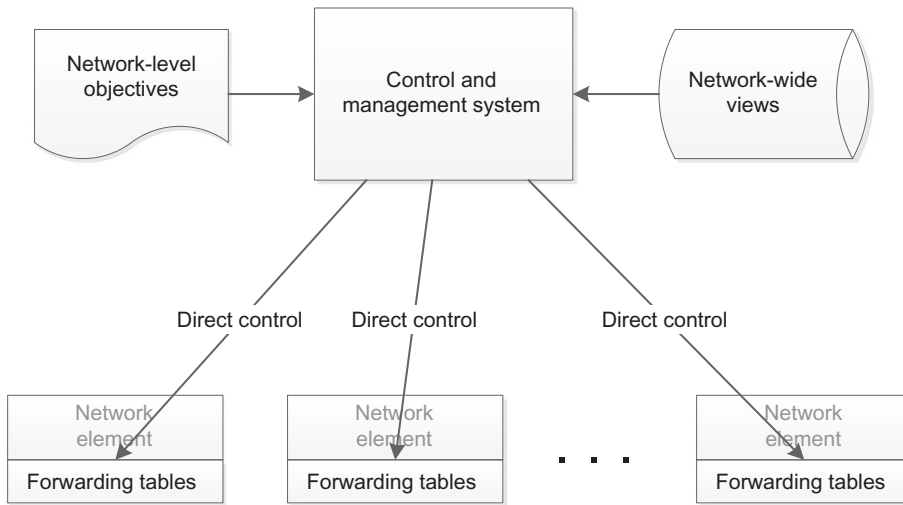 Network-level
objectives
Control and
management system
Network-wide
views
Direct control
Direct control
Direct control
Network
element
Forwarding tables
Network
element
Forwarding tables
. . .
Network
element
Forwarding tables